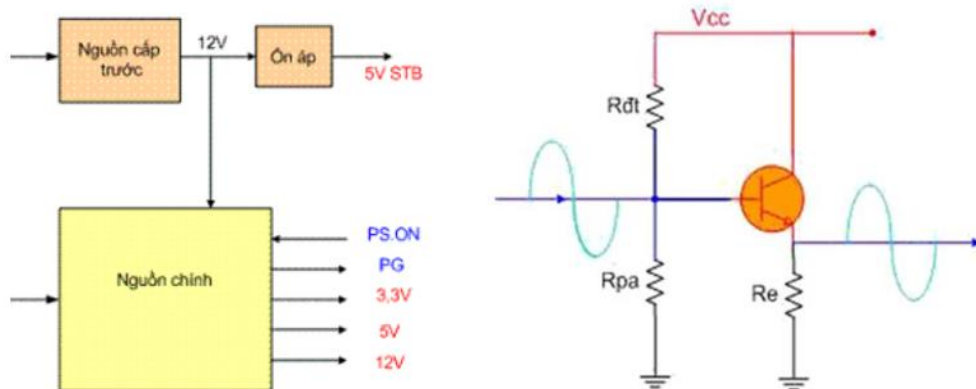 Nguồn cấp
trước
12V
Ổn áp
5V STB
Nguồn chính
PS.ON
PG
3,3V
5V
12V
Vcc
Rđt
Rpa
Re